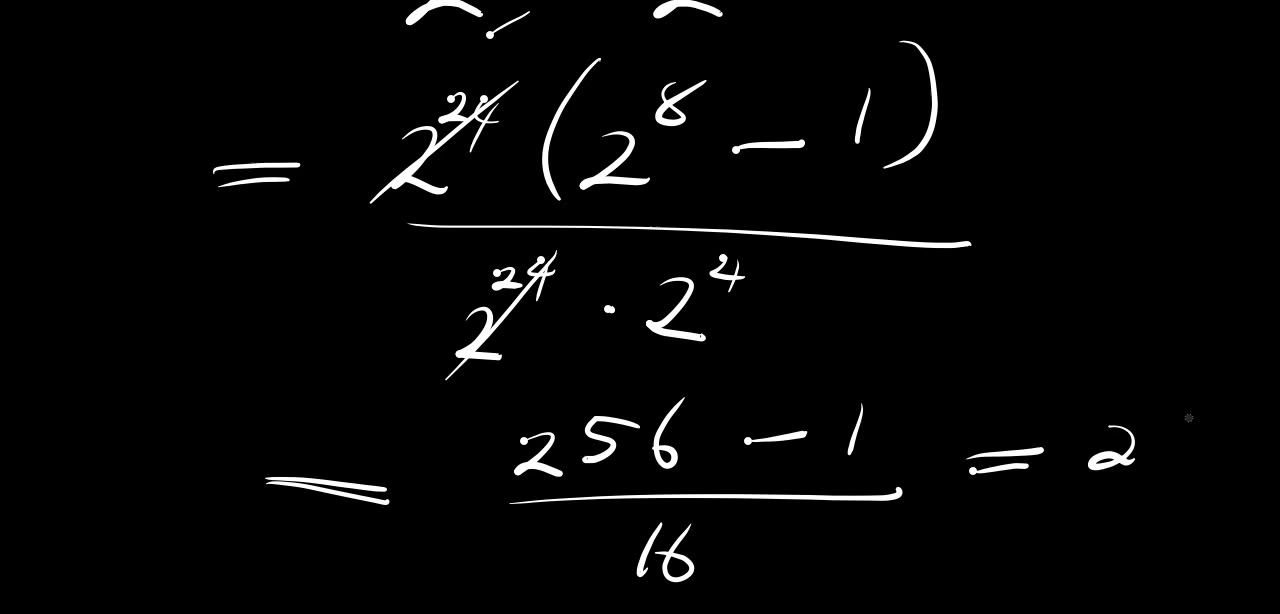 = 2^24 (2^8 - 1)
2^24 · 2^4
= 256 - 1 = 2
16